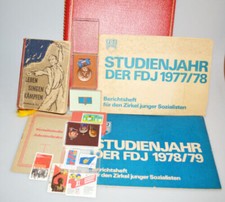 LEBEN
SINGEN
KÄMPFEN
STUDIENJAHR
DER FDJ 1977/78
Berichtsheft
für den Zirkel junger Sozialisten
STUDIENJAHR
DER FDJ 1978/79
Berichtsheft
für den Zirkel junger Sozialisten